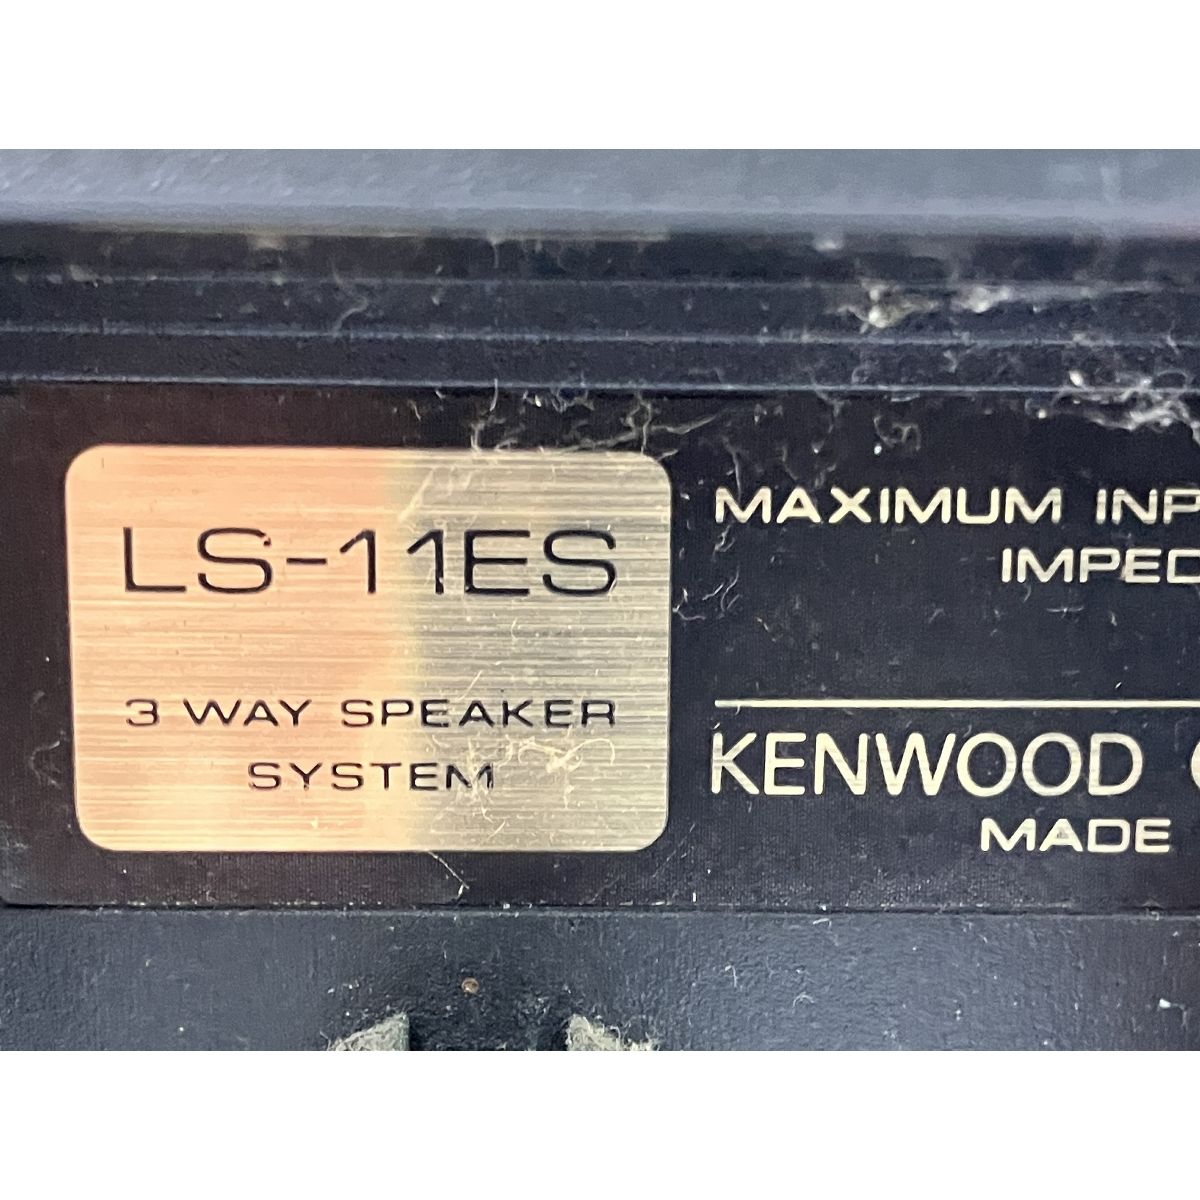 LS-11ES
3 WAY SPEAKER
SYSTEM
MAXIMUM INP
IMPED
KENWOOD
MADE